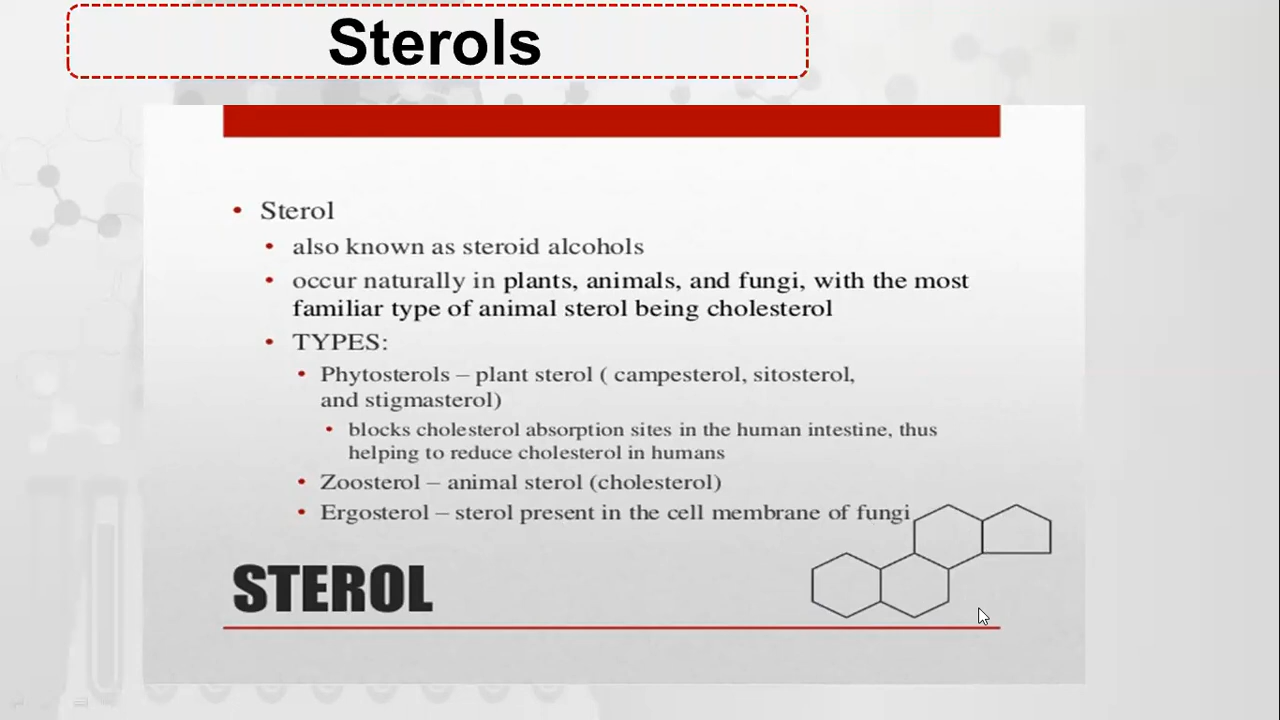 Sterols
• Sterol
• also known as steroid alcohols
• occur naturally in plants, animals, and fungi, with the most
familiar type of animal sterol being cholesterol
• TYPES:
• Phytosterols – plant sterol ( campesterol, sitosterol,
and stigmasterol)
• blocks cholesterol absorption sites in the human intestine, thus
helping to reduce cholesterol in humans
• Zoosterol – animal sterol (cholesterol)
• Ergosterol – sterol present in the cell membrane of fungi
STEROL